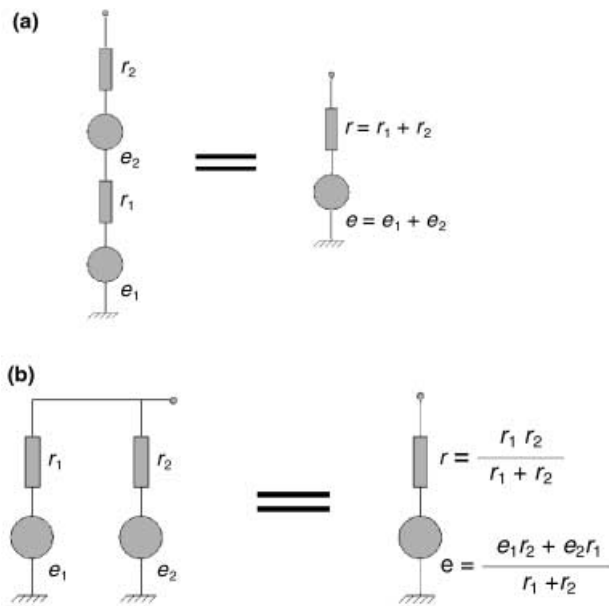 (a)
r₂
e₂
r₁
e₁
r = r₁ + r₂
e = e₁ + e₂
(b)
r₁
r₂
e₁
e₂
r = r₁ r₂ / r₁ + r₂
e = e₁r₂ + e₂r₁ / r₁ + r₂